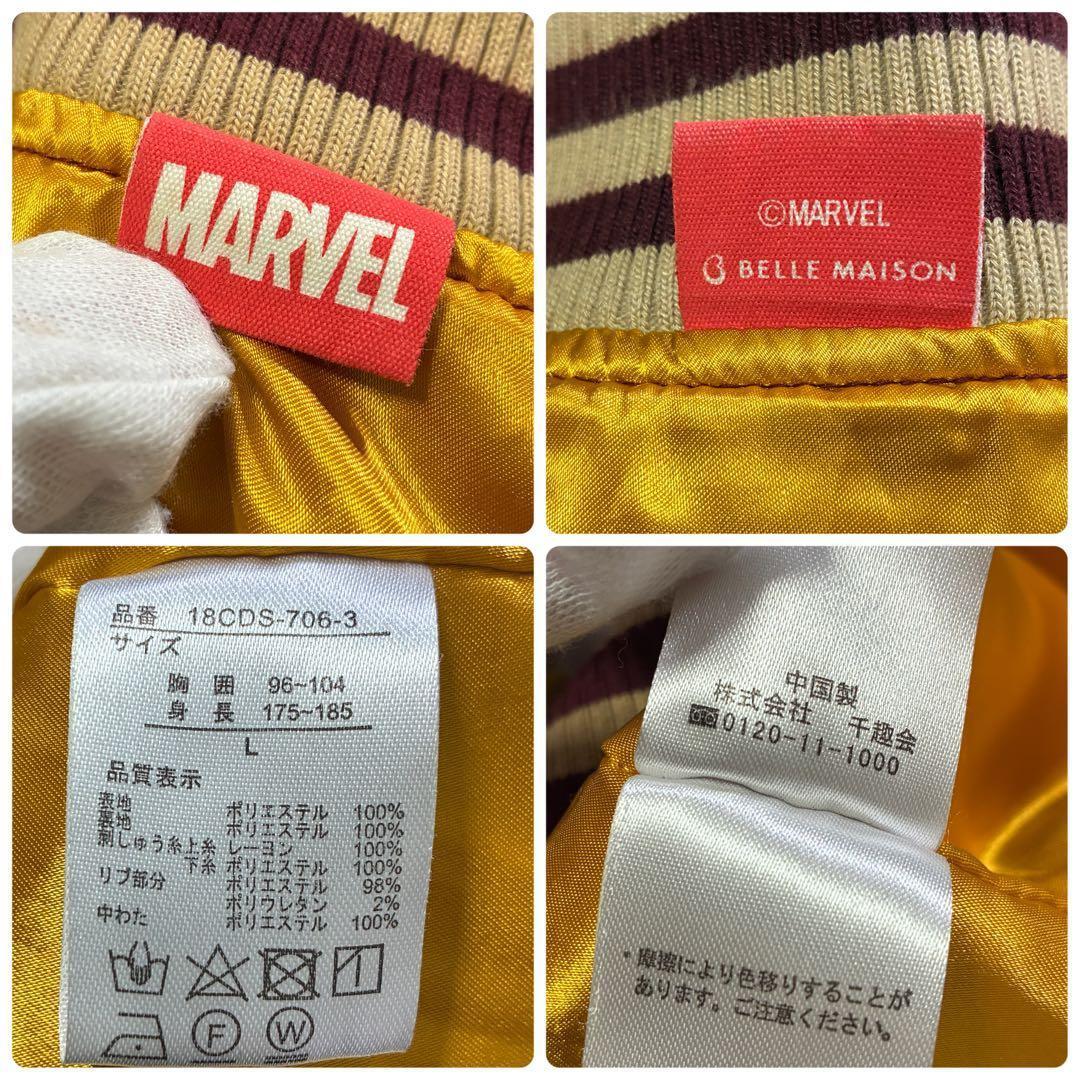 MARVEL
©MARVEL
BELLE MAISON
品番 18CDS-706-3
サイズ
胸 囲 96~104
身 長 175~185
L
品質表示
表地 ポリエステル 100%
裏地 ポリエステル 100%
刺しゅう糸上糸 レーヨン 100%
下糸 ポリエステル 100%
リブ部分 ポリエステル 98%
ポリウレタン 2%
中わた ポリエステル 100%
F
W
中国製
株式会社 千趣会
0120-11-1000
*摩擦により色移りすることが
あります。ご注意ください。